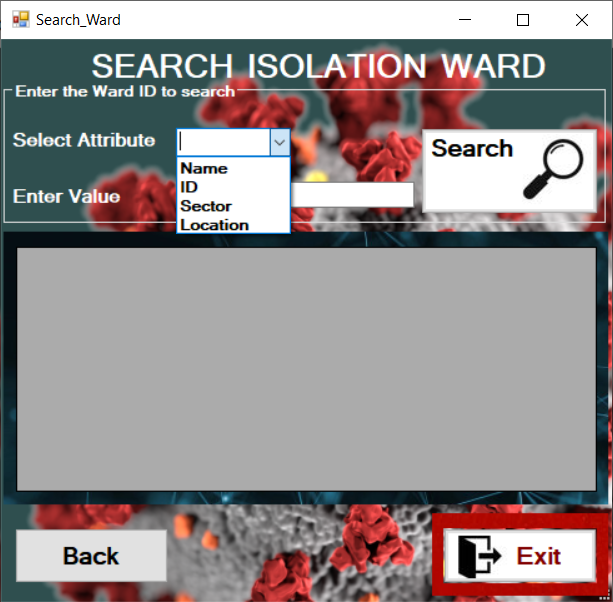 Search_Ward
SEARCH ISOLATION WARD
Enter the Ward ID to search
Select Attribute
Search
Name
ID
Sector
Location
Enter Value
Back
Exit